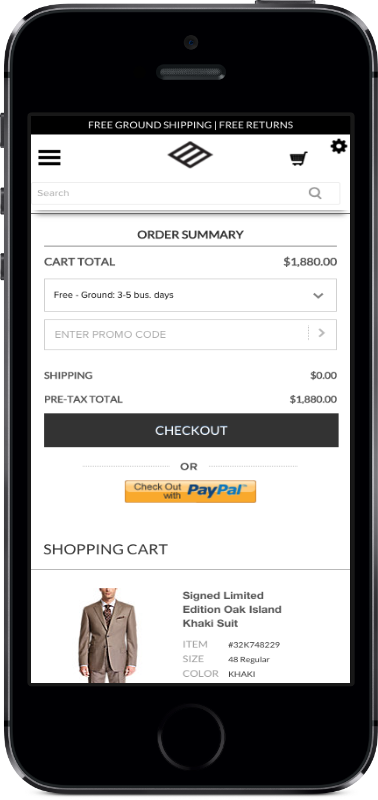 FREE GROUND SHIPPING | FREE RETURNS
Search
ORDER SUMMARY
CART TOTAL $1,880.00
Free - Ground: 3-5 bus. days
ENTER PROMO CODE
SHIPPING $0.00
PRE-TAX TOTAL $1,880.00
CHECKOUT
OR
Check Out
with PayPal™
SHOPPING CART
Signed Limited
Edition Oak Island
Khaki Suit
ITEM #32K748229
SIZE 48 Regular
COLOR KHAKI